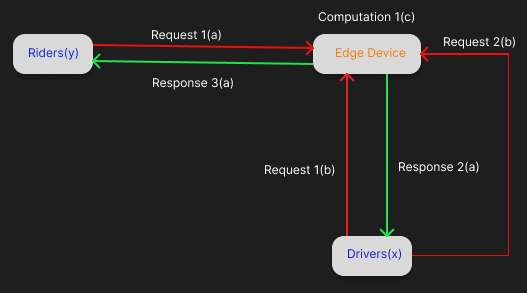 Computation 1(c)
Request 1(a)
Request 2(b)
Riders(y)
Edge Device
Response 3(a)
Request 1(b)
Response 2(a)
Drivers(x)